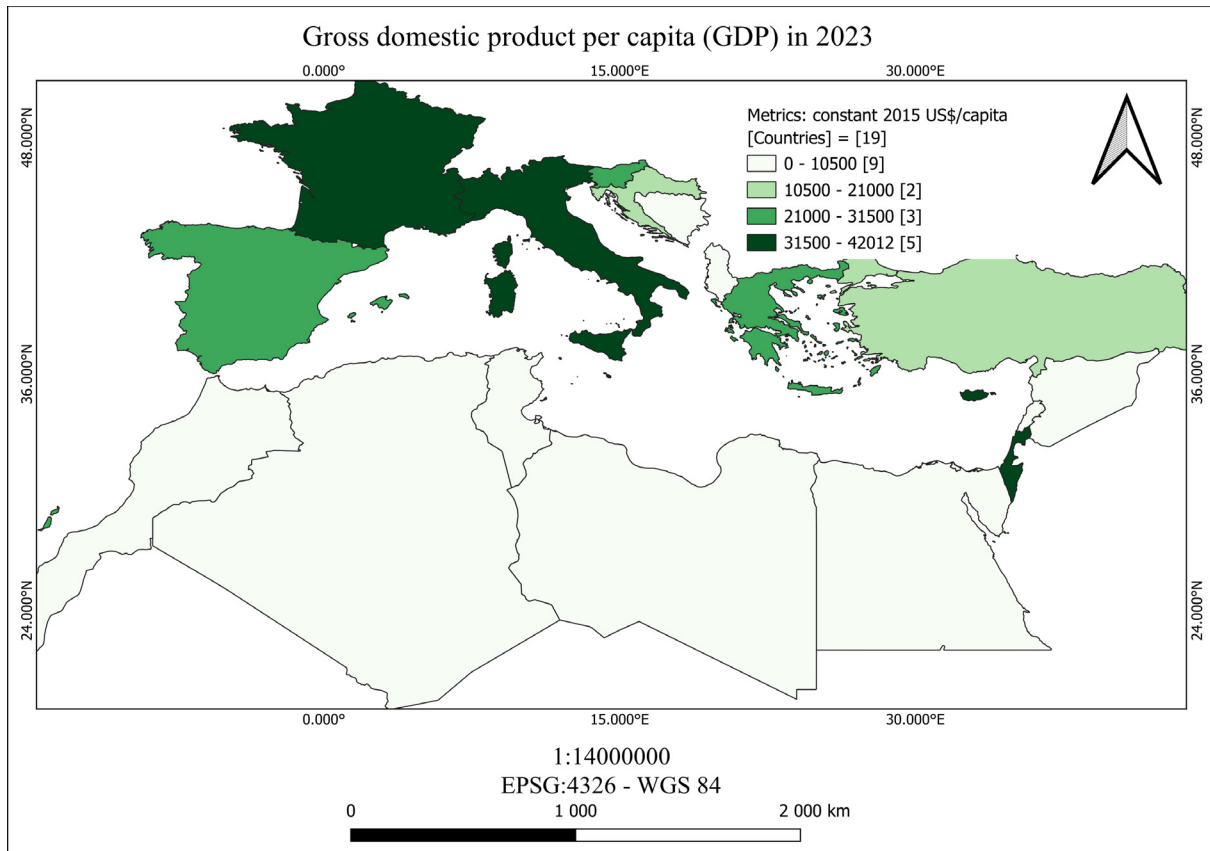 Gross domestic product per capita (GDP) in 2023
0.000° 15.000°E 30.000°E
48.000°N 48.000°N
Metrics: constant 2015 US$/capita
[Countries] = [19]
0 - 10500 [9]
10500 - 21000 [2]
21000 - 31500 [3]
31500 - 42012 [5]
36.000°N 36.000°N
24.000°N 24.000°N
0.000° 15.000°E 30.000°E
1:14000000
EPSG:4326 - WGS 84
0 1 000 2 000 km